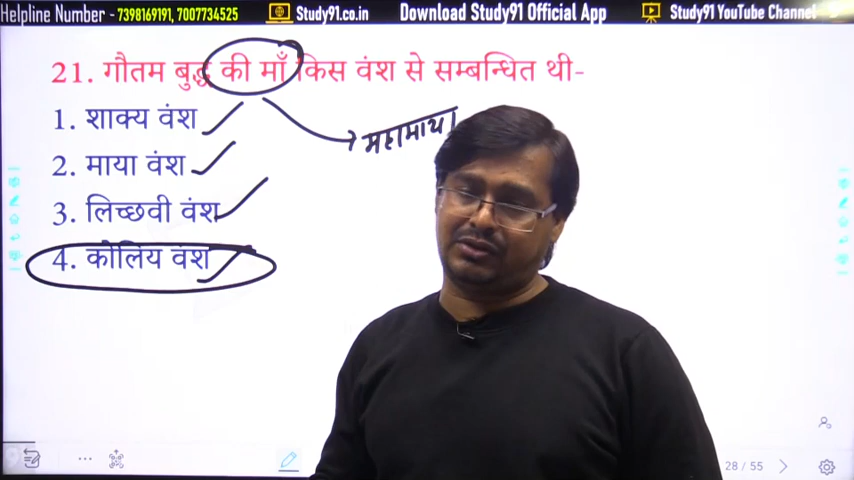 Helpline Number - 7398169191, 7007734525 Study91.co.in Download Study91 Official App Study91 YouTube Channel
21. गौतम बुद्ध की माँ किस वंश से सम्बन्धित थी-
1. शाक्य वंश
महामाया
2. माया वंश
3. लिच्छवी वंश
4. कोलिय वंश
28 / 55